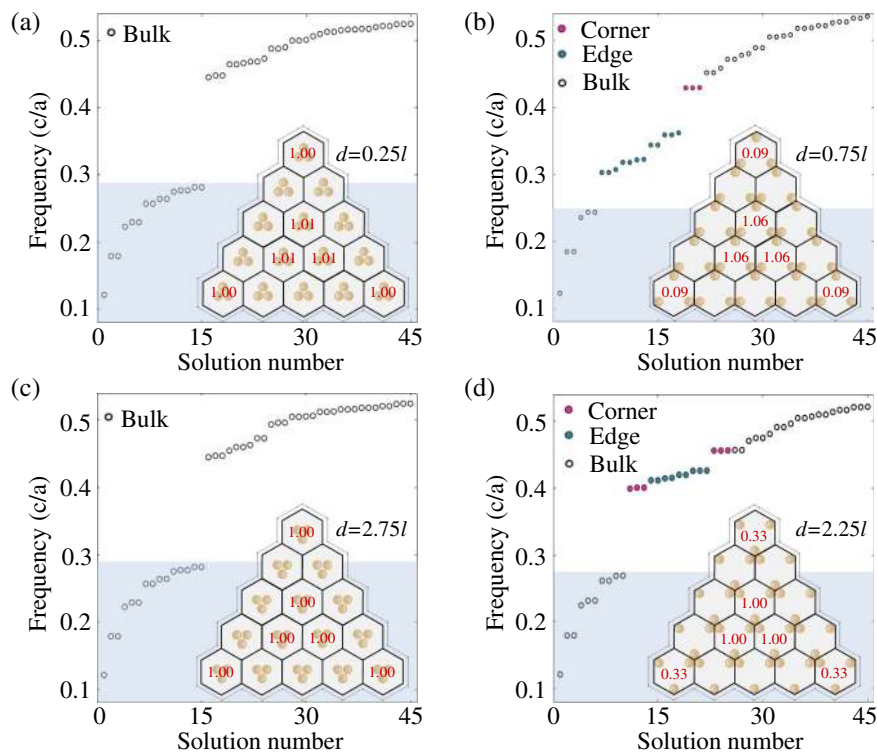 (a)
Bulk
0.5
0.4
0.3
0.2
0.1
Frequency (c/a)
d=0.25l
1.00
1.01
1.01 1.01
1.00 1.00
0 15 30 45
Solution number
(b)
Corner
Edge
Bulk
0.5
0.4
0.3
0.2
0.1
Frequency (c/a)
d=0.75l
0.09
1.06
1.06 1.06
0.09 0.09
0 15 30 45
Solution number
(c)
Bulk
0.5
0.4
0.3
0.2
0.1
Frequency (c/a)
d=2.75l
1.00
1.00
1.00 1.00
1.00 1.00
0 15 30 45
Solution number
(d)
Corner
Edge
Bulk
0.5
0.4
0.3
0.2
0.1
Frequency (c/a)
d=2.25l
0.33
1.00
1.00 1.00
0.33 0.33
0 15 30 45
Solution number